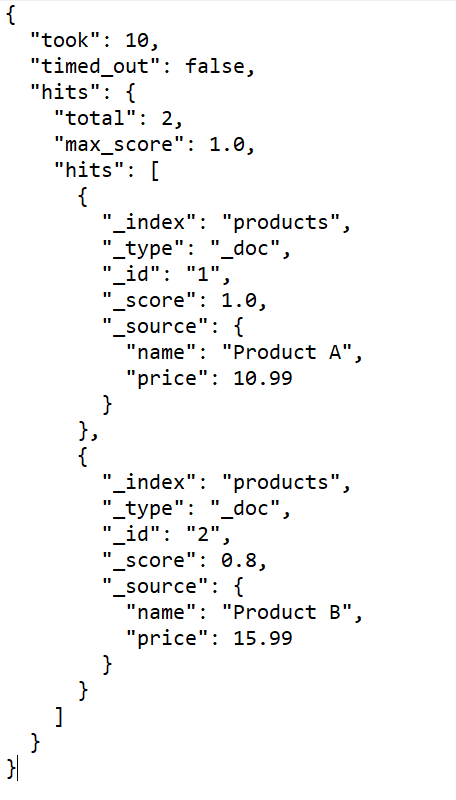 {
  "took": 10,
  "timed_out": false,
  "hits": {
    "total": 2,
    "max_score": 1.0,
    "hits": [
      {
        "_index": "products",
        "_type": "_doc",
        "_id": "1",
        "_score": 1.0,
        "_source": {
          "name": "Product A",
          "price": 10.99
        }
      },
      {
        "_index": "products",
        "_type": "_doc",
        "_id": "2",
        "_score": 0.8,
        "_source": {
          "name": "Product B",
          "price": 15.99
        }
      }
    ]
  }
}